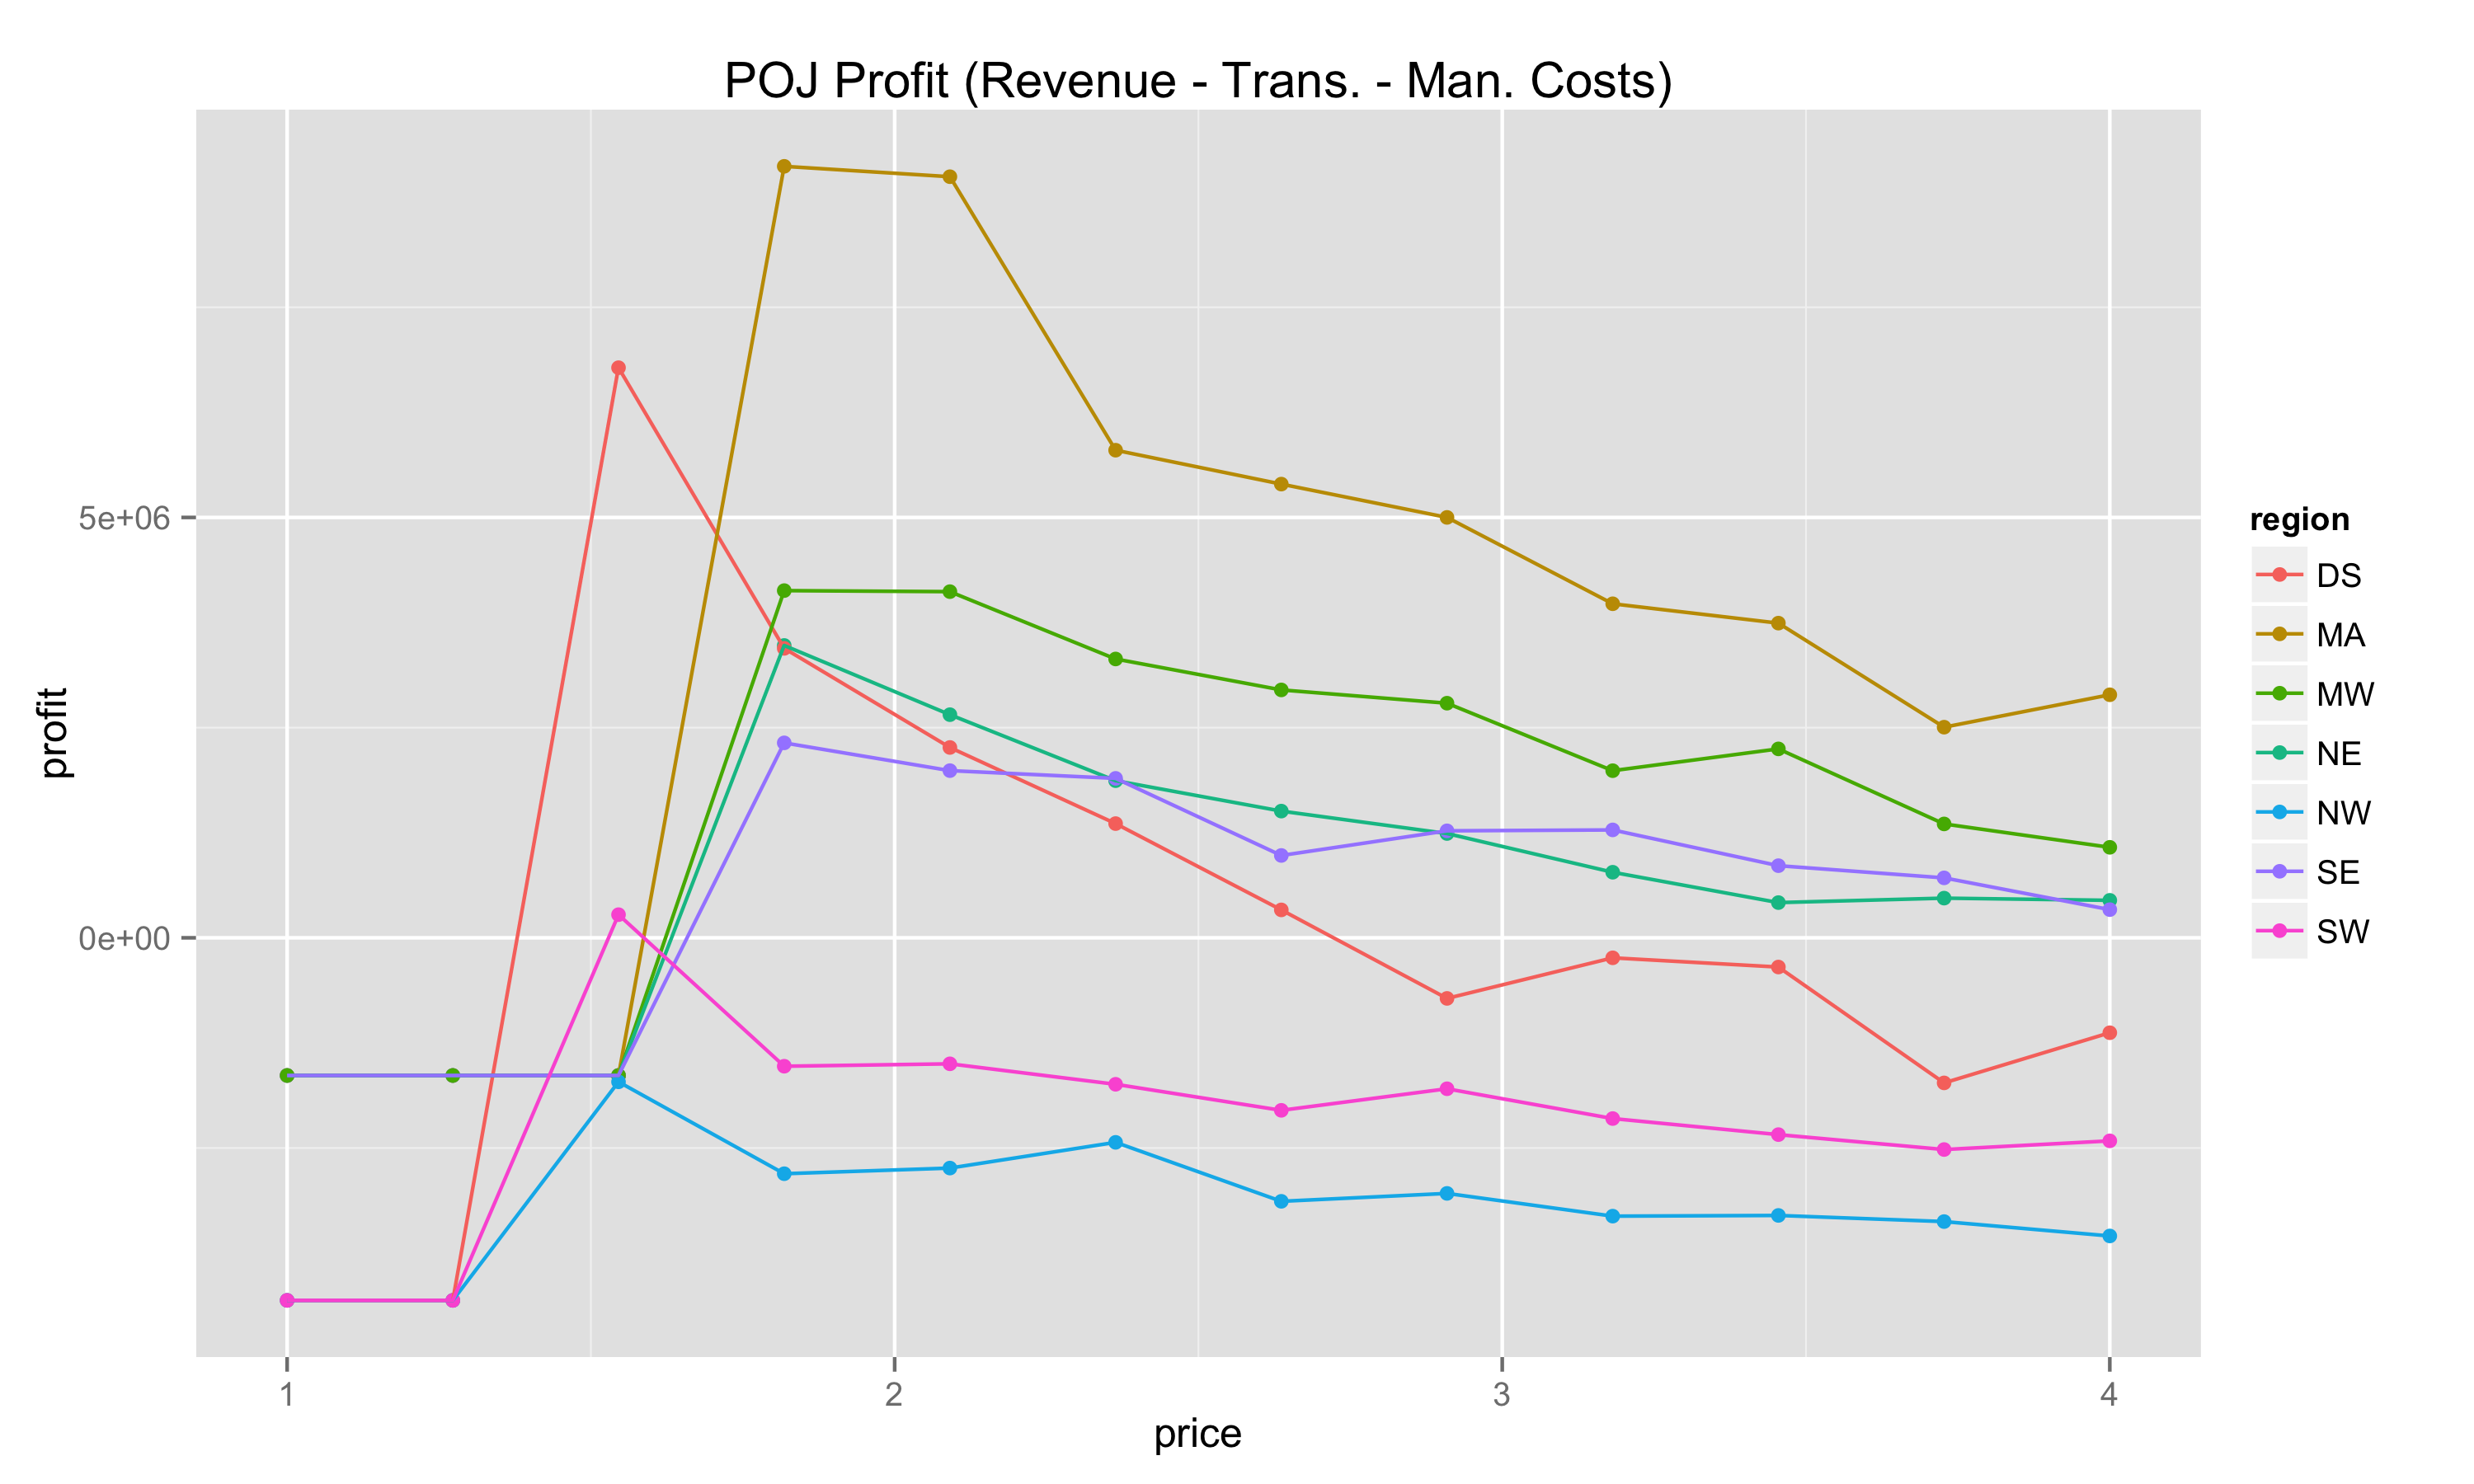 POJ Profit (Revenue - Trans. - Man. Costs)
profit
5e+06
0e+00
1 2 3 4
price
region
DS
MA
MW
NE
NW
SE
SW